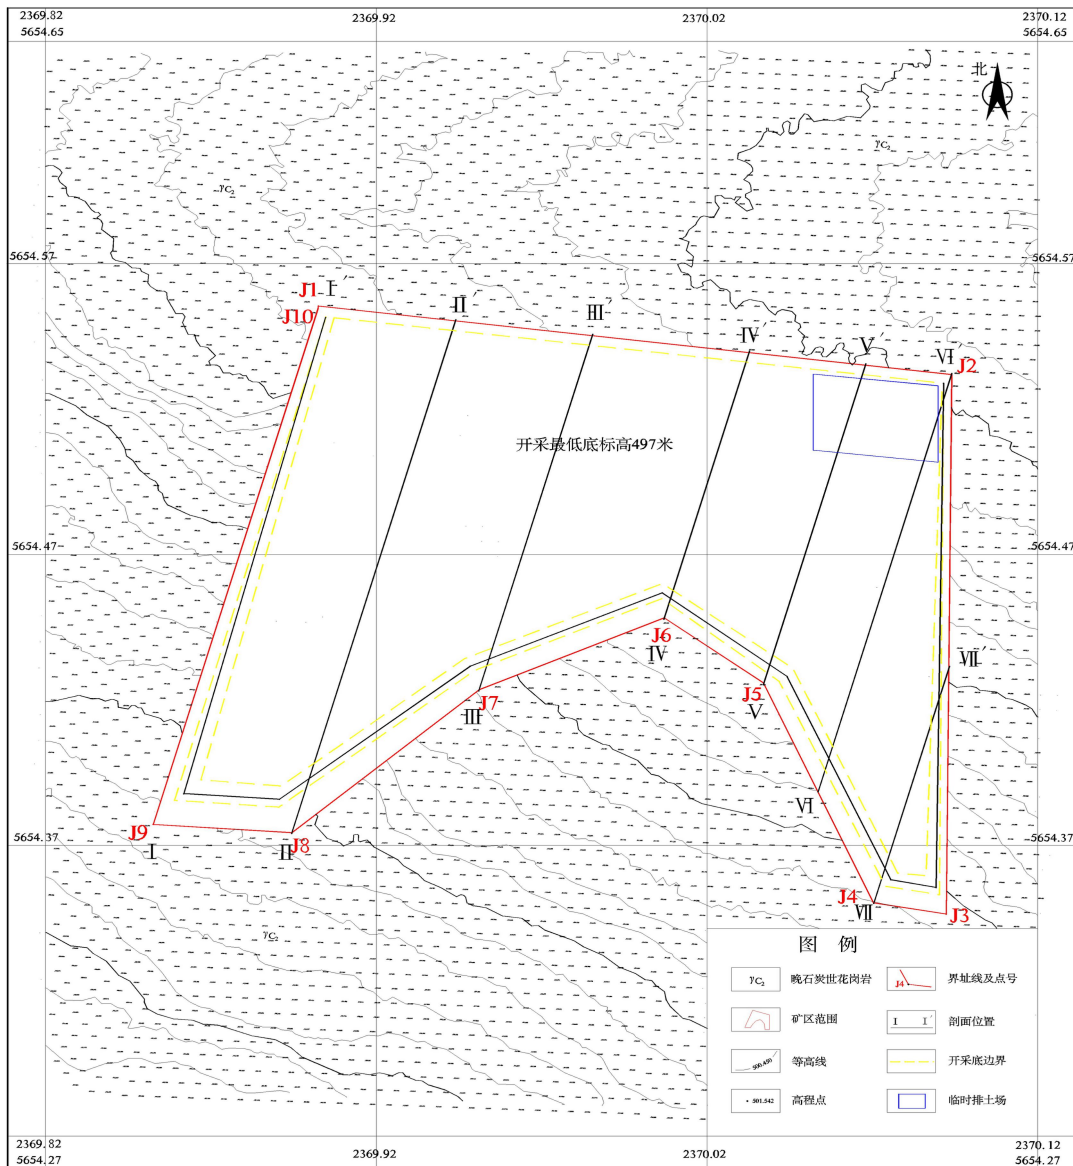 2369.82 2369.92 2370.02 2370.12
5654.65 5654.65
北
γC₂
γC₂
5654.57 5654.57
J1 I′
J10 II′ III′
IV′ V′ VI′ J2
开采最低底标高497米
5654.47 5654.47
J6
IV VII′
J5
J7 V
III
VI
J9 J8 5654.37 5654.37
I II
J4 VII J3
γC₂
图 例
γC₂ 晚石炭世花岗岩 J4 界址线及点号
矿区范围 I I′ 剖面位置
500.450 等高线 开采底边界
501.542 高程点 临时排土场
2369.82 2369.92 2370.02 2370.12
5654.27 5654.27